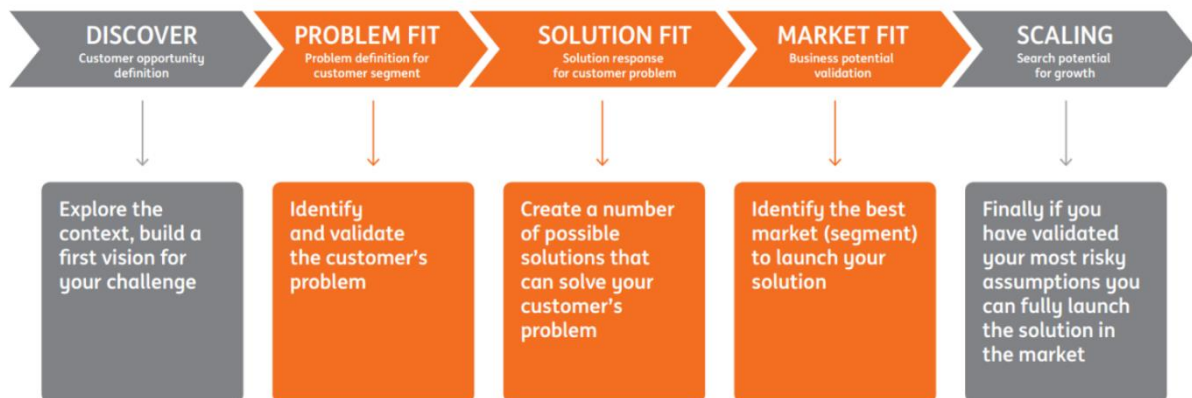 DISCOVER
Customer opportunity
definition
PROBLEM FIT
Problem definition for
customer segment
SOLUTION FIT
Solution response
for customer problem
MARKET FIT
Business potential
validation
SCALING
Search potential
for growth
Explore the
context, build a
first vision for
your challenge
Identify
and validate
the customer's
problem
Create a number
of possible
solutions that
can solve your
customer's
problem
Identify the best
market (segment)
to launch your
solution
Finally if you
have validated
your most risky
assumptions you
can fully launch
the solution in
the market